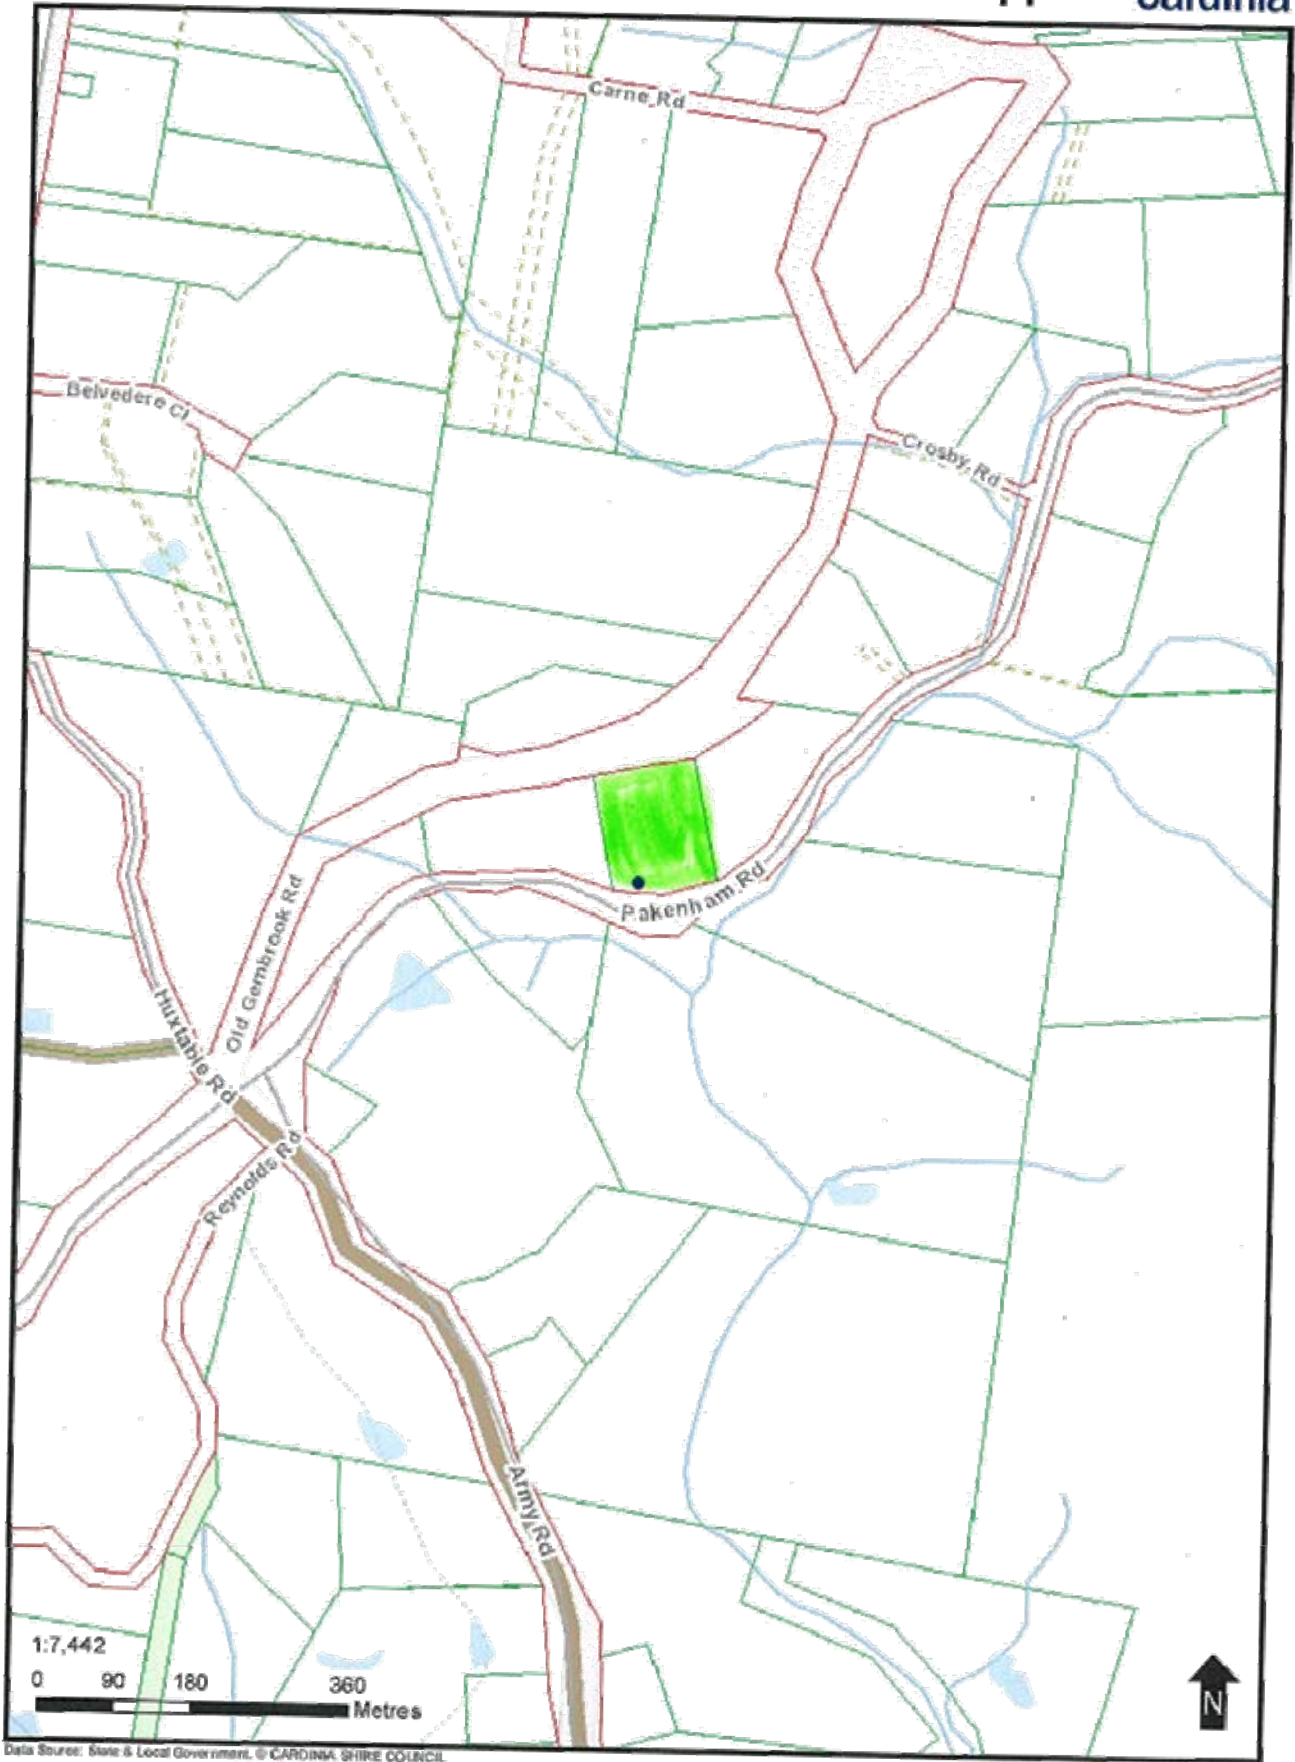 Cardinia
Carne Rd
Belvedere Cl
Crosby Rd
Pakenham Rd
Old Gembrook Rd
Huxtable Rd
Reynolds Rd
Army Rd
1:7,442
0 90 180 360
Metres
N
Data Source: State & Local Government. © CARDINIA SHIRE COUNCIL